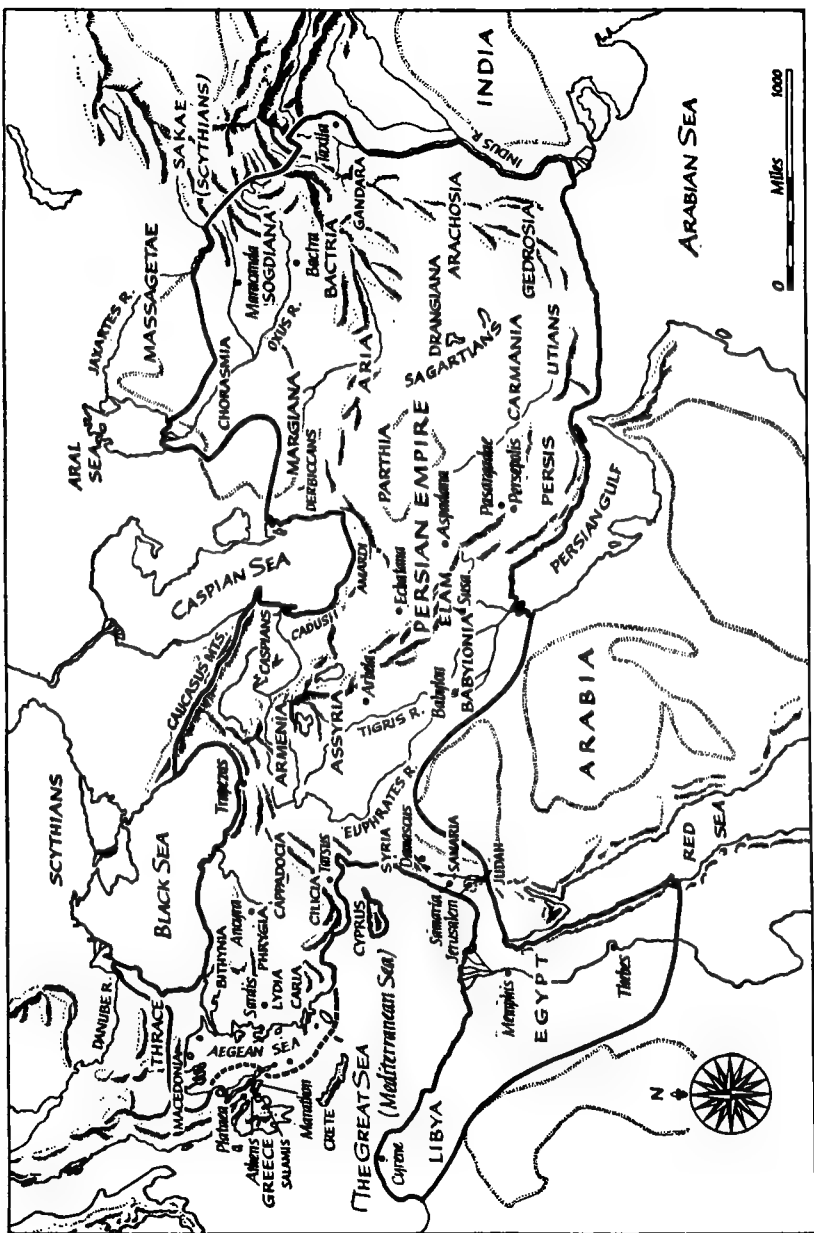 SCYTHIANS
DANUBE R.
BLACK SEA
CAUCASUS MTS.
CASPIAN SEA
ARAL
SEA
JAXARTES R.
MASSAGETAE
SAKAE
(SCYTHIANS)
THRACE
MACEDONIA
Plataea
Athens
GREECE
SALAMIS
Marathon
CRETE
AEGEAN SEA
BITHYNIA
Sardis
LYDIA
CARIA
Ancyra
PHRYGIA
CAPPADOCIA
CILICIA
Tarsus
CYPRUS
Trapezus
ARMENIA
CASPIANS
CADUSII
AMARDI
ASSYRIA
Arbela
TIGRIS R.
EUPHRATES R.
CHORASMIA
Maracanda
SOGDIANA
OXUS R.
MARGIANA
DERBICCANS
Bactra
BACTRIA
Taxila
GANDARA
INDIA
INDUS R.
ARIA
PARTHIA
PERSIAN EMPIRE
Ecbatana
Aspadana
ELAM
Susa
Babylon
BABYLONIA
Pasargadae
Persepolis
PERSIS
CARMANIA
UTIANS
SAGARTIANS
DRANGIANA
ARACHOSIA
GEDROSIA
THE GREAT SEA
(Mediterranean Sea)
SYRIA
Damascus
SAMARIA
Samaria
Jerusalem
JUDAH
Cyrene
LIBYA
Memphis
EGYPT
Thebes
RED
SEA
ARABIA
PERSIAN GULF
ARABIAN SEA
N
0 Miles 1000